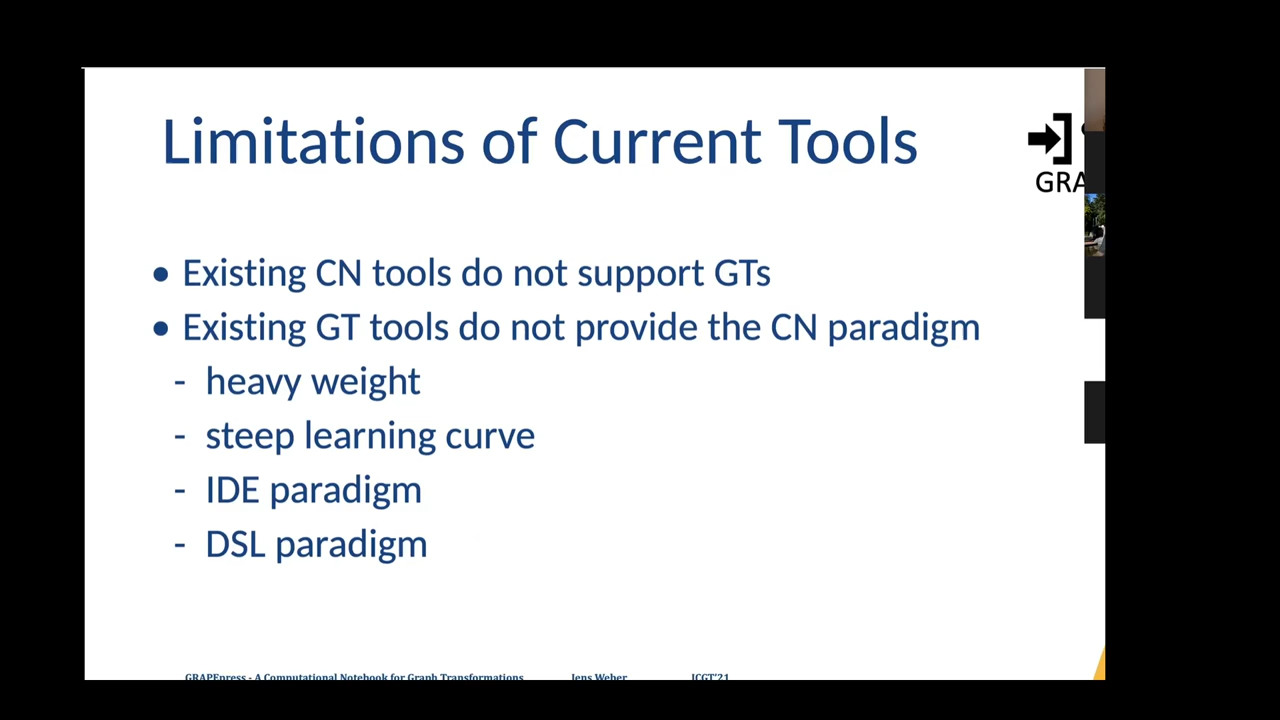 Limitations of Current Tools
GRA
• Existing CN tools do not support GTs
• Existing GT tools do not provide the CN paradigm
- heavy weight
- steep learning curve
- IDE paradigm
- DSL paradigm
GRAPEpress - A Computational Notebook for Graph Transformations Jens Weber ICGT'21